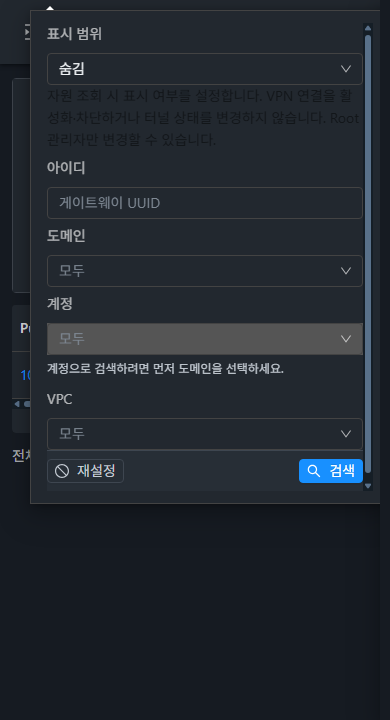 표시 범위
숨김
자원 조회 시 표시 여부를 설정합니다. VPN 연결을 활
성화·차단하거나 터널 상태를 변경하지 않습니다. Root
관리자만 변경할 수 있습니다.
아이디
게이트웨이 UUID
도메인
모두
계정
모두
계정으로 검색하려면 먼저 도메인을 선택하세요.
VPC
모두
재설정
검색
Pu
10
전체